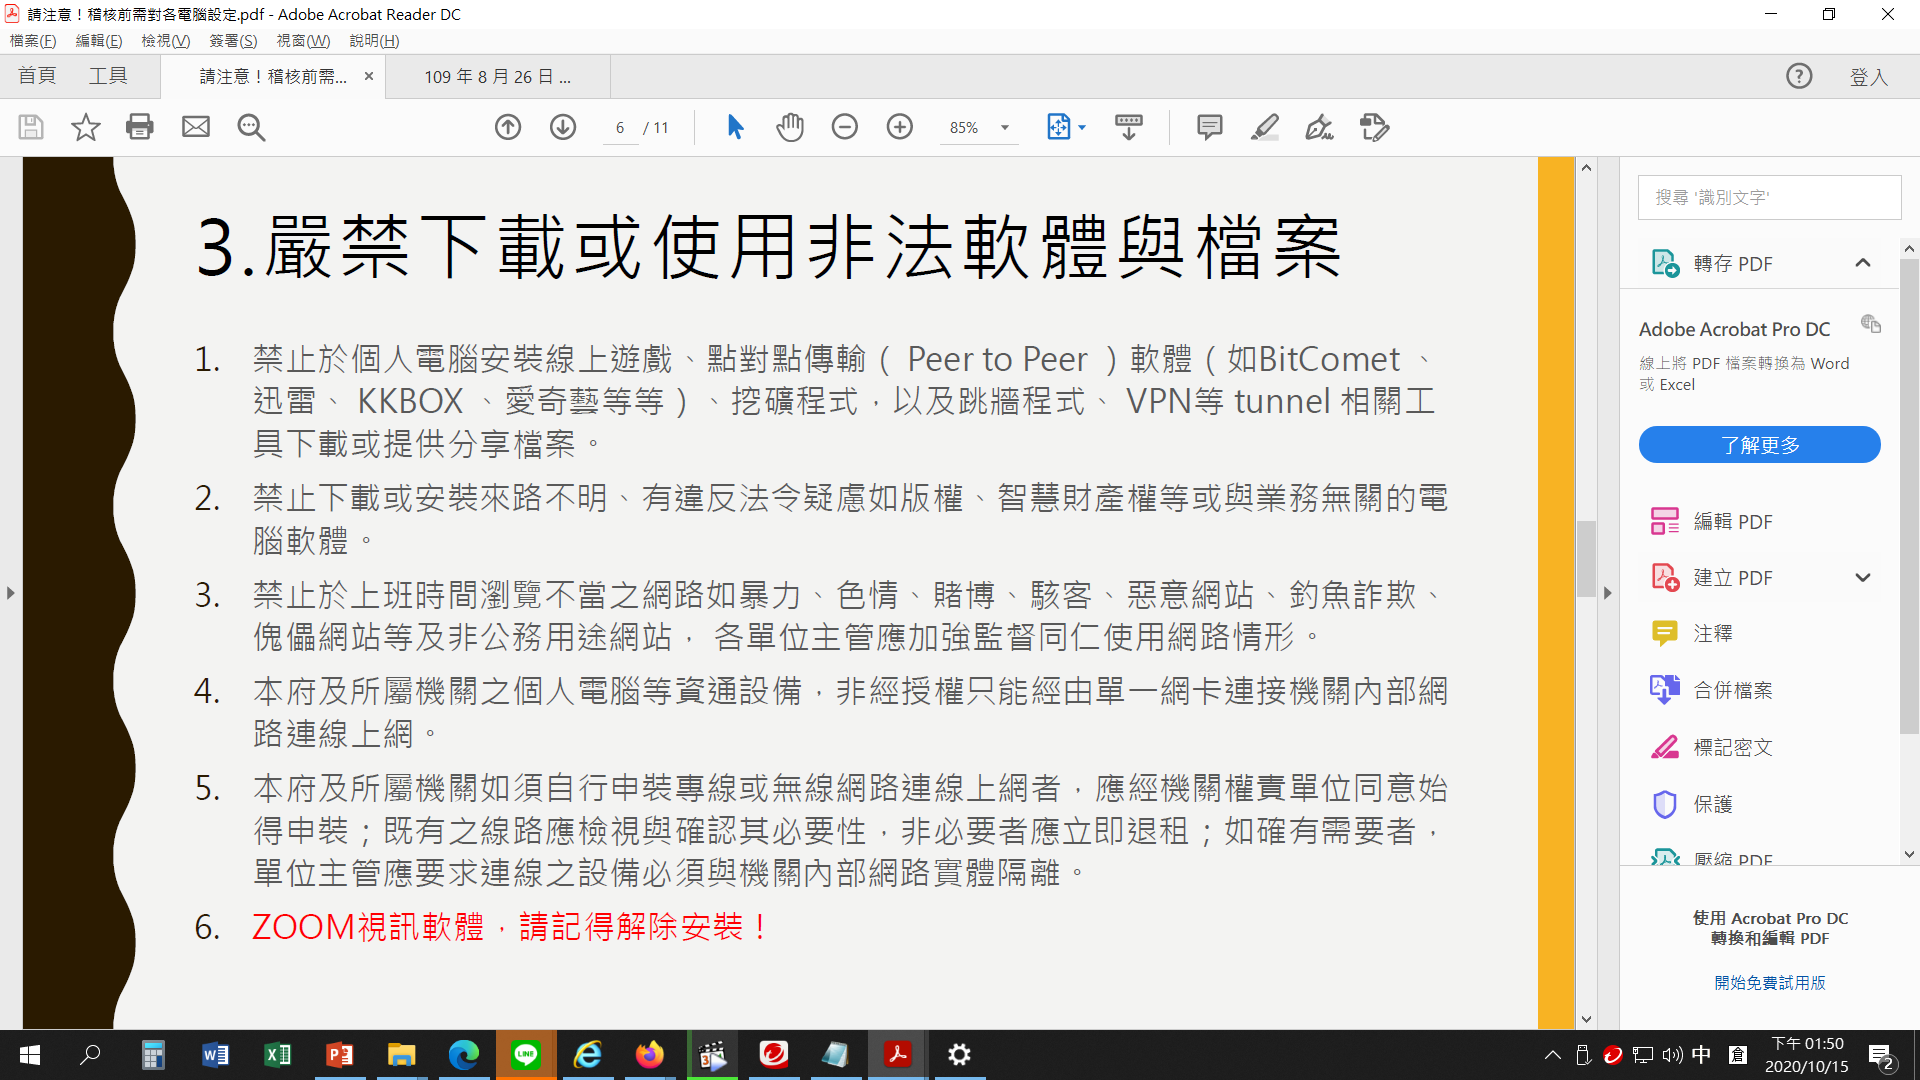 請注意！稽核前需對各電腦設定.pdf - Adobe Acrobat Reader DC
檔案(F) 編輯(E) 檢視(V) 簽署(S) 視窗(W) 說明(H)
首頁 工具 請注意！稽核前需... × 109 年 8 月 26 日 ... 登入
6 / 11 85%
3.嚴禁下載或使用非法軟體與檔案
1. 禁止於個人電腦安裝線上遊戲、點對點傳輸（ Peer to Peer ）軟體（如BitComet 、
迅雷、 KKBOX 、愛奇藝等等）、挖礦程式，以及跳牆程式、 VPN等 tunnel 相關工
具下載或提供分享檔案。
2. 禁止下載或安裝來路不明、有違反法令疑慮如版權、智慧財產權等或與業務無關的電
腦軟體。
3. 禁止於上班時間瀏覽不當之網路如暴力、色情、賭博、駭客、惡意網站、釣魚詐欺、
傀儡網站等及非公務用途網站， 各單位主管應加強監督同仁使用網路情形。
4. 本府及所屬機關之個人電腦等資通設備，非經授權只能經由單一網卡連接機關內部網
路連線上網。
5. 本府及所屬機關如須自行申裝專線或無線網路連線上網者，應經機關權責單位同意始
得申裝；既有之線路應檢視與確認其必要性，非必要者應立即退租；如確有需要者，
單位主管應要求連線之設備必須與機關內部網路實體隔離。
6. ZOOM視訊軟體，請記得解除安裝！
搜尋 '識別文字'
轉存 PDF
Adobe Acrobat Pro DC
線上將 PDF 檔案轉換為 Word
或 Excel
了解更多
編輯 PDF
建立 PDF
注釋
合併檔案
標記密文
保護
壓縮 PDF
使用 Acrobat Pro DC
轉換和編輯 PDF
開始免費試用版
LINE
中 倉
下午 01:50
2020/10/15
2